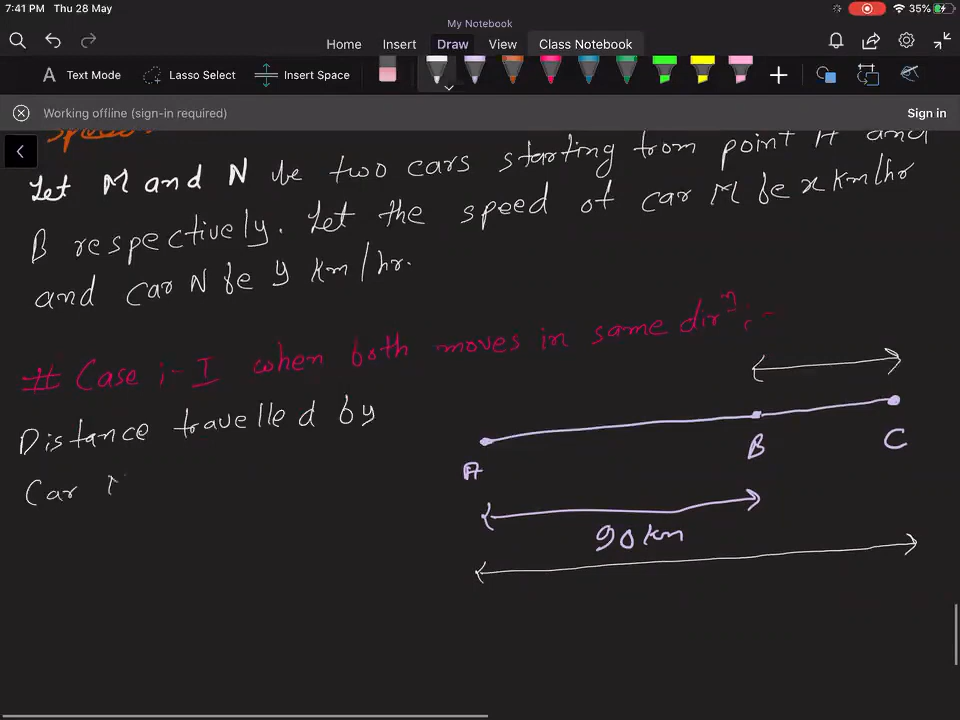 7:41 PM Thu 28 May
35%
My Notebook
Home Insert Draw View Class Notebook
Text Mode Lasso Select Insert Space
Working offline (sign-in required) Sign in
Let M and N be two cars starting from point A and
B respectively. Let the speed of car M be x km/hr
and car N be y km/hr.
# Case :- I when both moves in same dirⁿ :-
Distance travelled by
Car
A B C
90 km